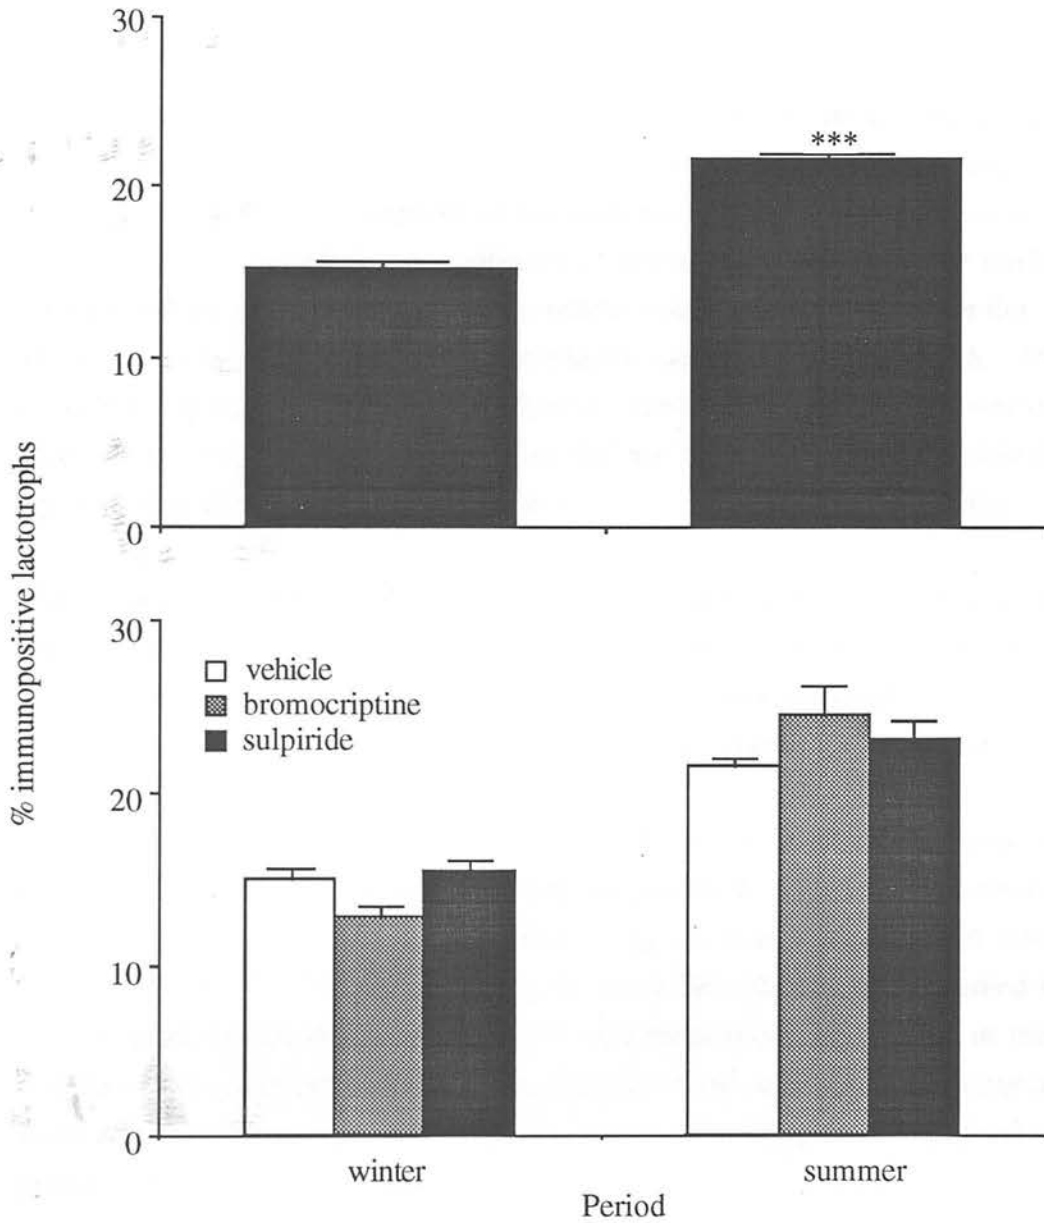 30
***
20
10
0
% immunopositive lactotrophs
30
vehicle
bromocriptine
sulpiride
20
10
0
winter
summer
Period